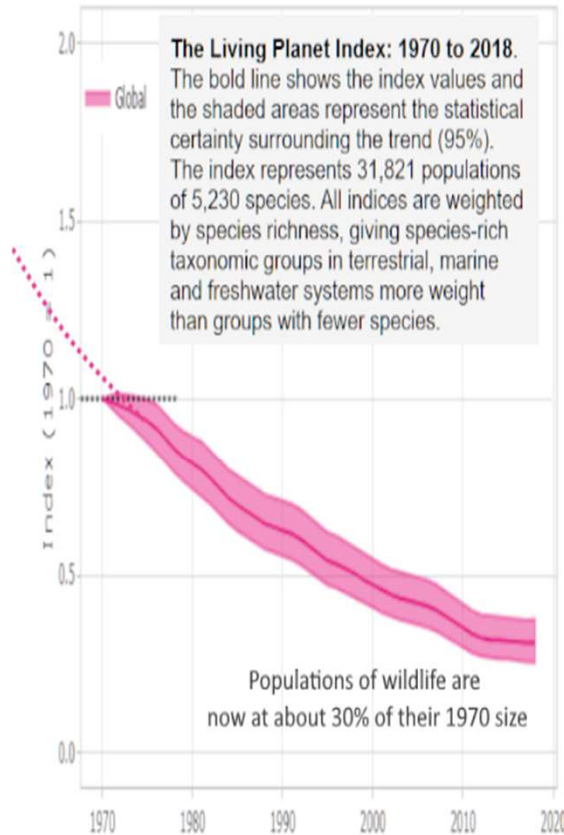 2.0
The Living Planet Index: 1970 to 2018.
The bold line shows the index values and
the shaded areas represent the statistical
certainty surrounding the trend (95%).
The index represents 31,821 populations
of 5,230 species. All indices are weighted
by species richness, giving species-rich
taxonomic groups in terrestrial, marine
and freshwater systems more weight
than groups with fewer species.
Global
1.5
Index (1970 = 1)
1.0
0.5
Populations of wildlife are
now at about 30% of their 1970 size
0.0
1970 1980 1990 2000 2010 2020